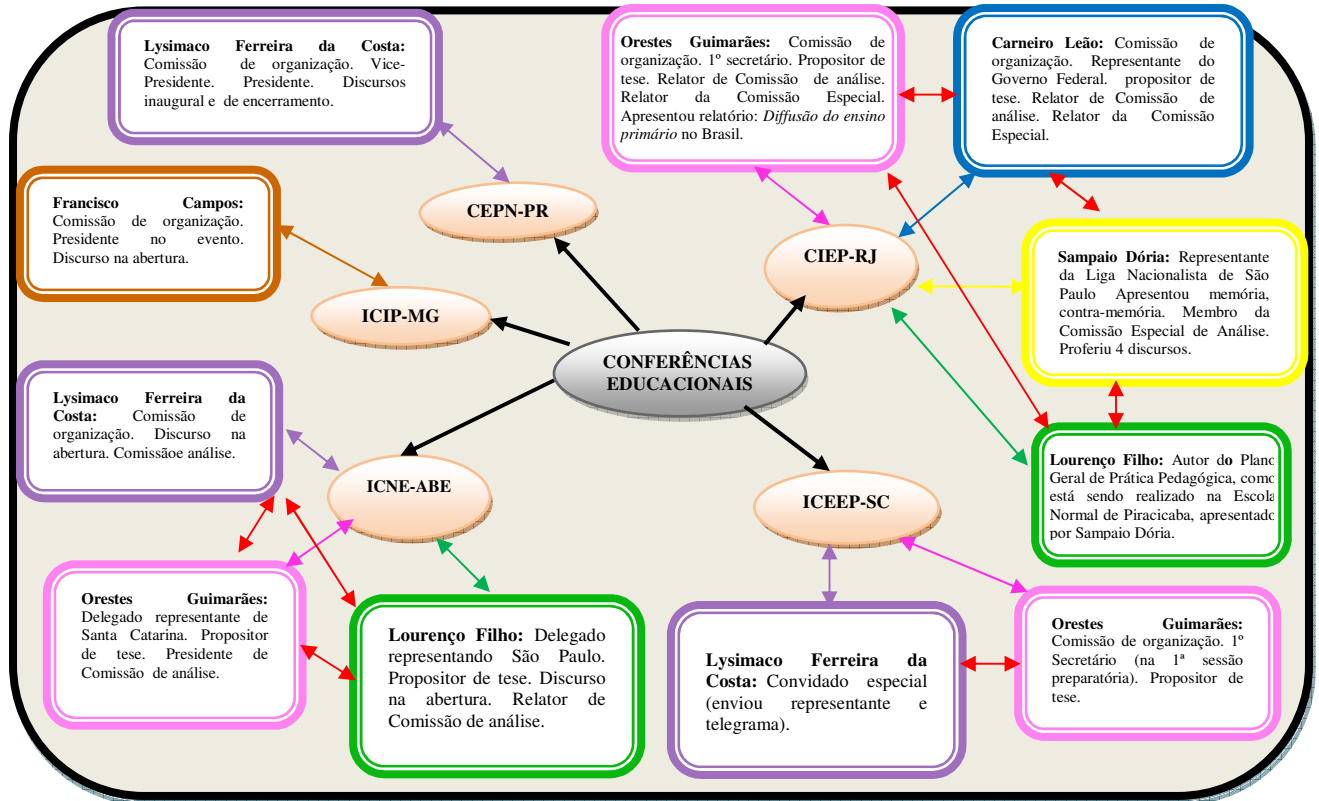 Lysimaco Ferreira da Costa:
Comissão de organização. Vice-
Presidente. Presidente. Discursos
inaugural e de encerramento.
Orestes Guimarães: Comissão de
organização. 1º secretário. Propositor de
tese. Relator de Comissão de análise.
Relator da Comissão Especial.
Apresentou relatório: Diffusão do ensino
primário no Brasil.
Carneiro Leão: Comissão de
organização. Representante do
Governo Federal. propositor de
tese. Relator de Comissão de
análise. Relator da Comissão
Especial.
Francisco Campos:
Comissão de organização.
Presidente no evento.
Discurso na abertura.
CEPN-PR
CIEP-RJ
Sampaio Dória: Representante
da Liga Nacionalista de São
Paulo Apresentou memória,
contra-memória. Membro da
Comissão Especial de Análise.
Proferiu 4 discursos.
ICIP-MG
CONFERÊNCIAS
EDUCACIONAIS
Lysimaco Ferreira da
Costa: Comissão de
organização. Discurso na
abertura. Comissãoe análise.
ICNE-ABE
ICEEP-SC
Lourenço Filho: Autor do Plano
Geral de Prática Pedagógica, como
está sendo realizado na Escola
Normal de Piracicaba, apresentado
por Sampaio Dória.
Orestes Guimarães:
Delegado representante de
Santa Catarina. Propositor
de tese. Presidente de
Comissão de análise.
Lourenço Filho: Delegado
representando São Paulo.
Propositor de tese. Discurso
na abertura. Relator de
Comissão de análise.
Lysimaco Ferreira da
Costa: Convidado especial
(enviou representante e
telegrama).
Orestes Guimarães:
Comissão de organização. 1º
Secretário (na 1ª sessão
preparatória). Propositor de
tese.